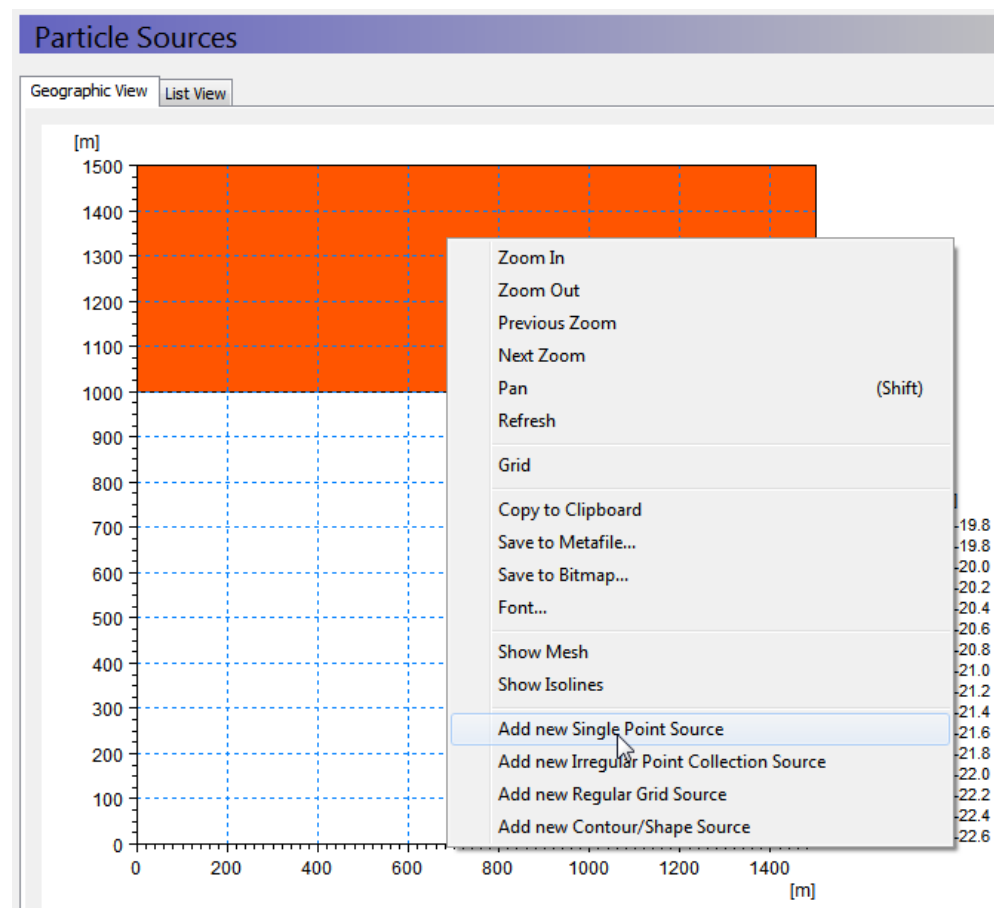 Particle Sources
Geographic View
List View
[m]
1500
1400
1300
1200
1100
1000
900
800
700
600
500
400
300
200
100
0
0 200 400 600 800 1000 1200 1400
[m]
Zoom In
Zoom Out
Previous Zoom
Next Zoom
Pan (Shift)
Refresh
Grid
Copy to Clipboard
Save to Metafile...
Save to Bitmap...
Font...
Show Mesh
Show Isolines
Add new Single Point Source
Add new Irregular Point Collection Source
Add new Regular Grid Source
Add new Contour/Shape Source
-19.8
-19.8
-20.0
-20.2
-20.4
-20.6
-20.8
-21.0
-21.2
-21.4
-21.6
-21.8
-22.0
-22.2
-22.4
-22.6